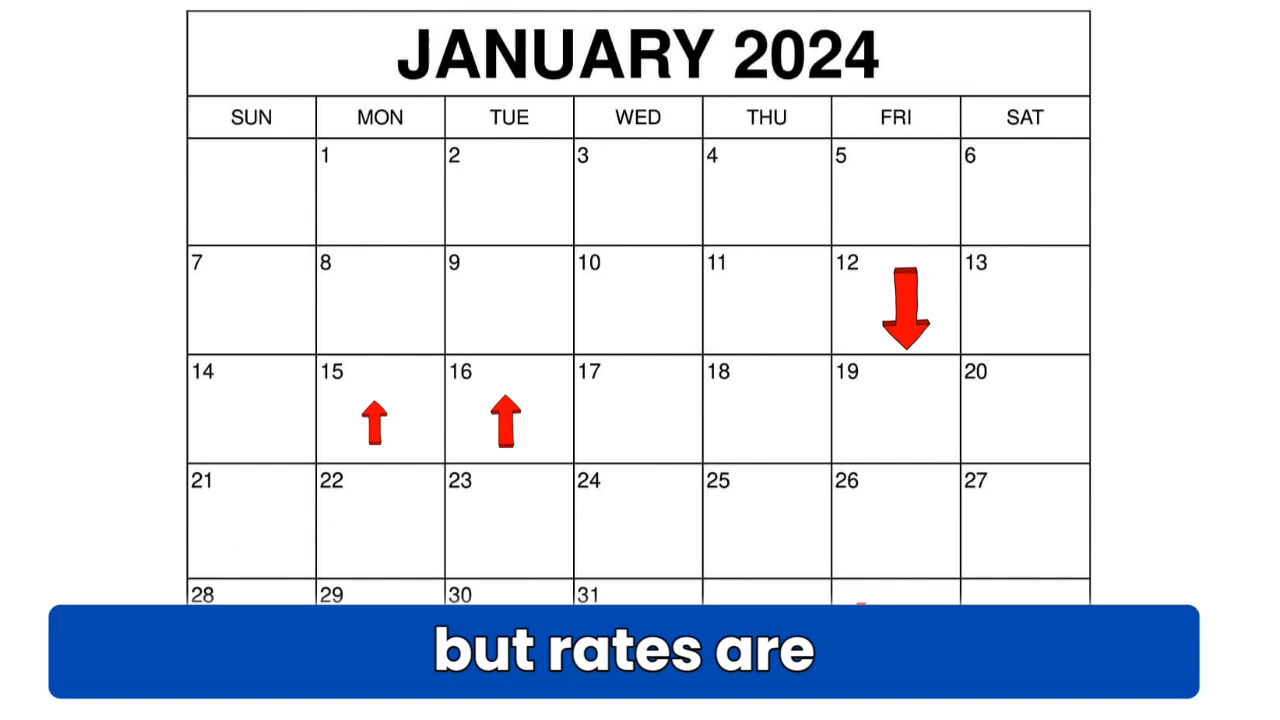 JANUARY 2024
SUN MON TUE WED THU FRI SAT
1 2 3 4 5 6
7 8 9 10 11 12 13
14 15 16 17 18 19 20
21 22 23 24 25 26 27
28 29 30 31
but rates are